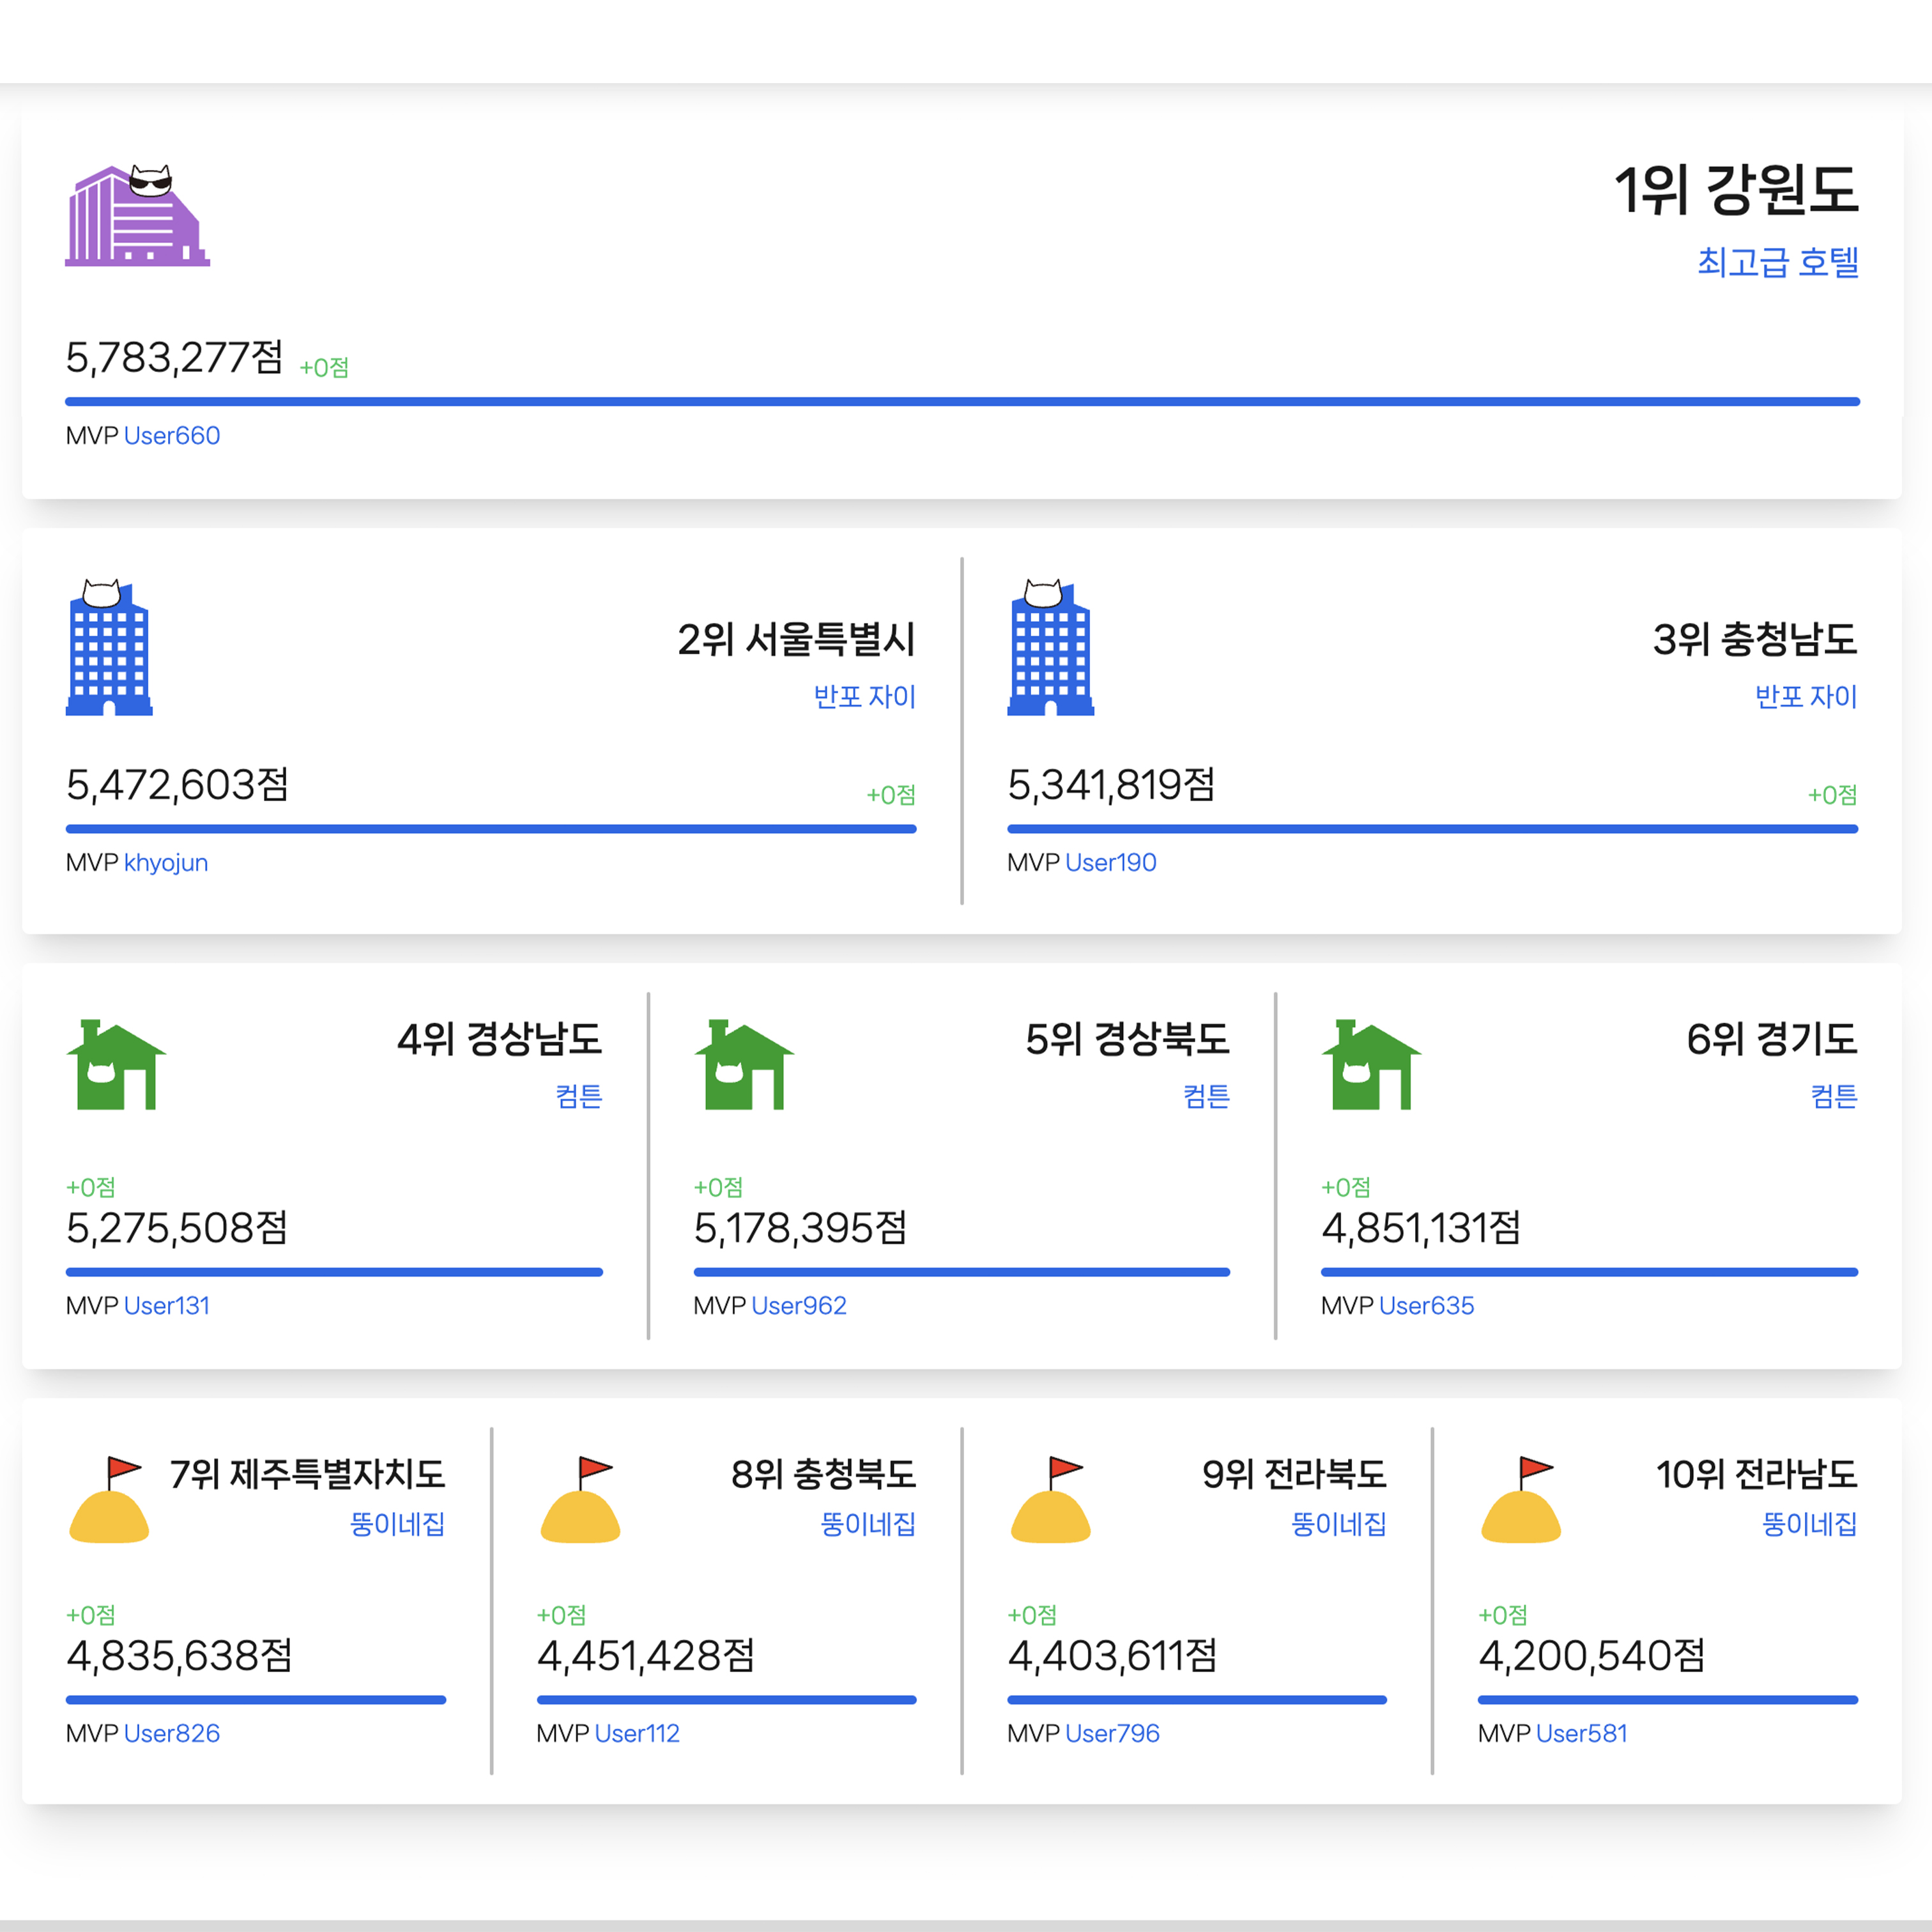 1위 강원도
최고급 호텔
5,783,277점 +0점
MVP User660
2위 서울특별시
반포 자이
5,472,603점 +0점
MVP khyojun
3위 충청남도
반포 자이
5,341,819점 +0점
MVP User190
4위 경상남도
컴튼
+0점
5,275,508점
MVP User131
5위 경상북도
컴튼
+0점
5,178,395점
MVP User962
6위 경기도
컴튼
+0점
4,851,131점
MVP User635
7위 제주특별자치도
뚱이네집
+0점
4,835,638점
MVP User826
8위 충청북도
뚱이네집
+0점
4,451,428점
MVP User112
9위 전라북도
뚱이네집
+0점
4,403,611점
MVP User796
10위 전라남도
뚱이네집
+0점
4,200,540점
MVP User581